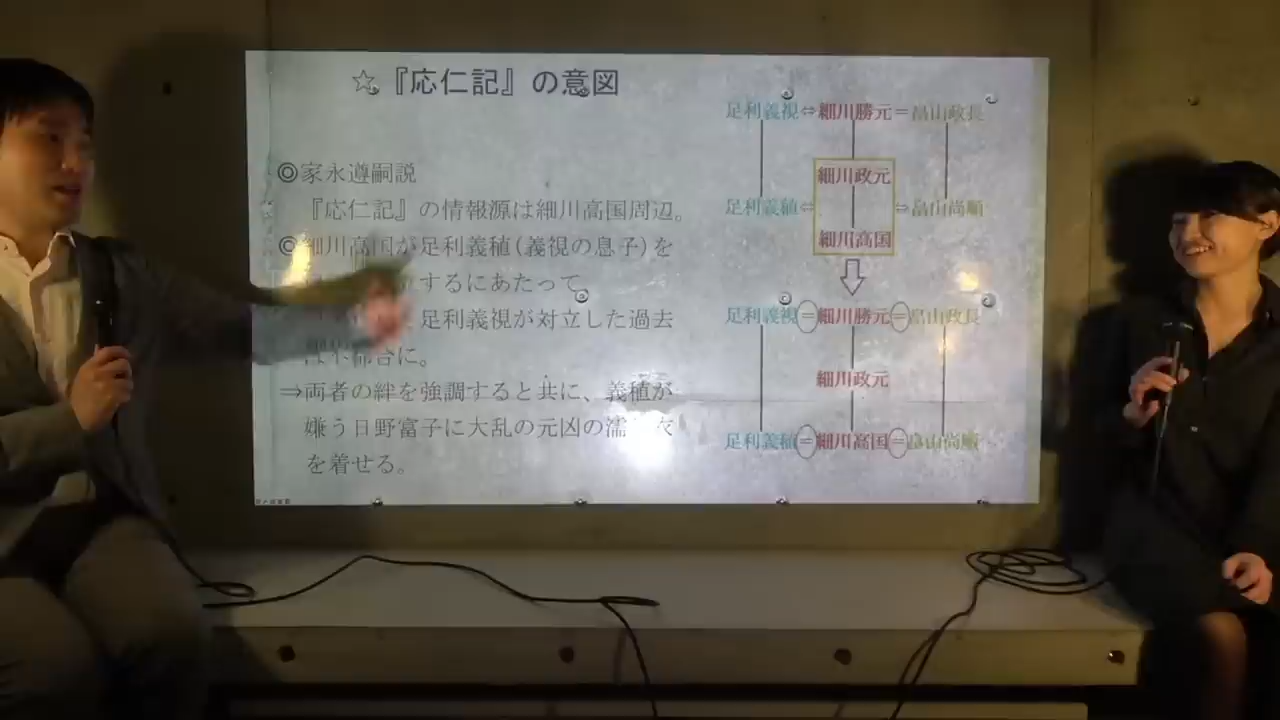 ☆『応仁記』の意図
◎家永遵嗣説
『応仁記』の情報源は細川高国周辺。
◎細川高国が足利義稙(義視の息子)を
するにあたって、
足利義視が対立した過去
は不都合に。
⇒両者の絆を強調すると共に、義稙が
嫌う日野富子に大乱の元凶の濡れ衣
を着せる。
足利義視⇔細川勝元=畠山政長
細川政元
足利義稙⇔ ⇔畠山尚順
細川高国
足利義視=細川勝元=畠山政長
細川政元
足利義稙=細川高国=畠山尚順